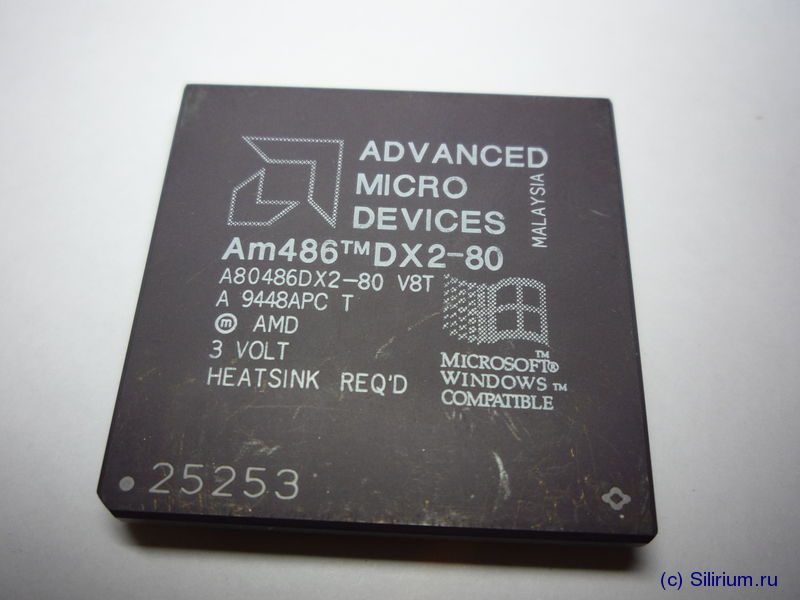 ADVANCED
MICRO
DEVICES
MALAYSIA
Am486™DX2-80
A80486DX2-80 V8T
A 9448APC T
ⓜ AMD
3 VOLT
HEATSINK REQ'D
MICROSOFT®
WINDOWS™
COMPATIBLE
TM
25253
(c) Silirium.ru